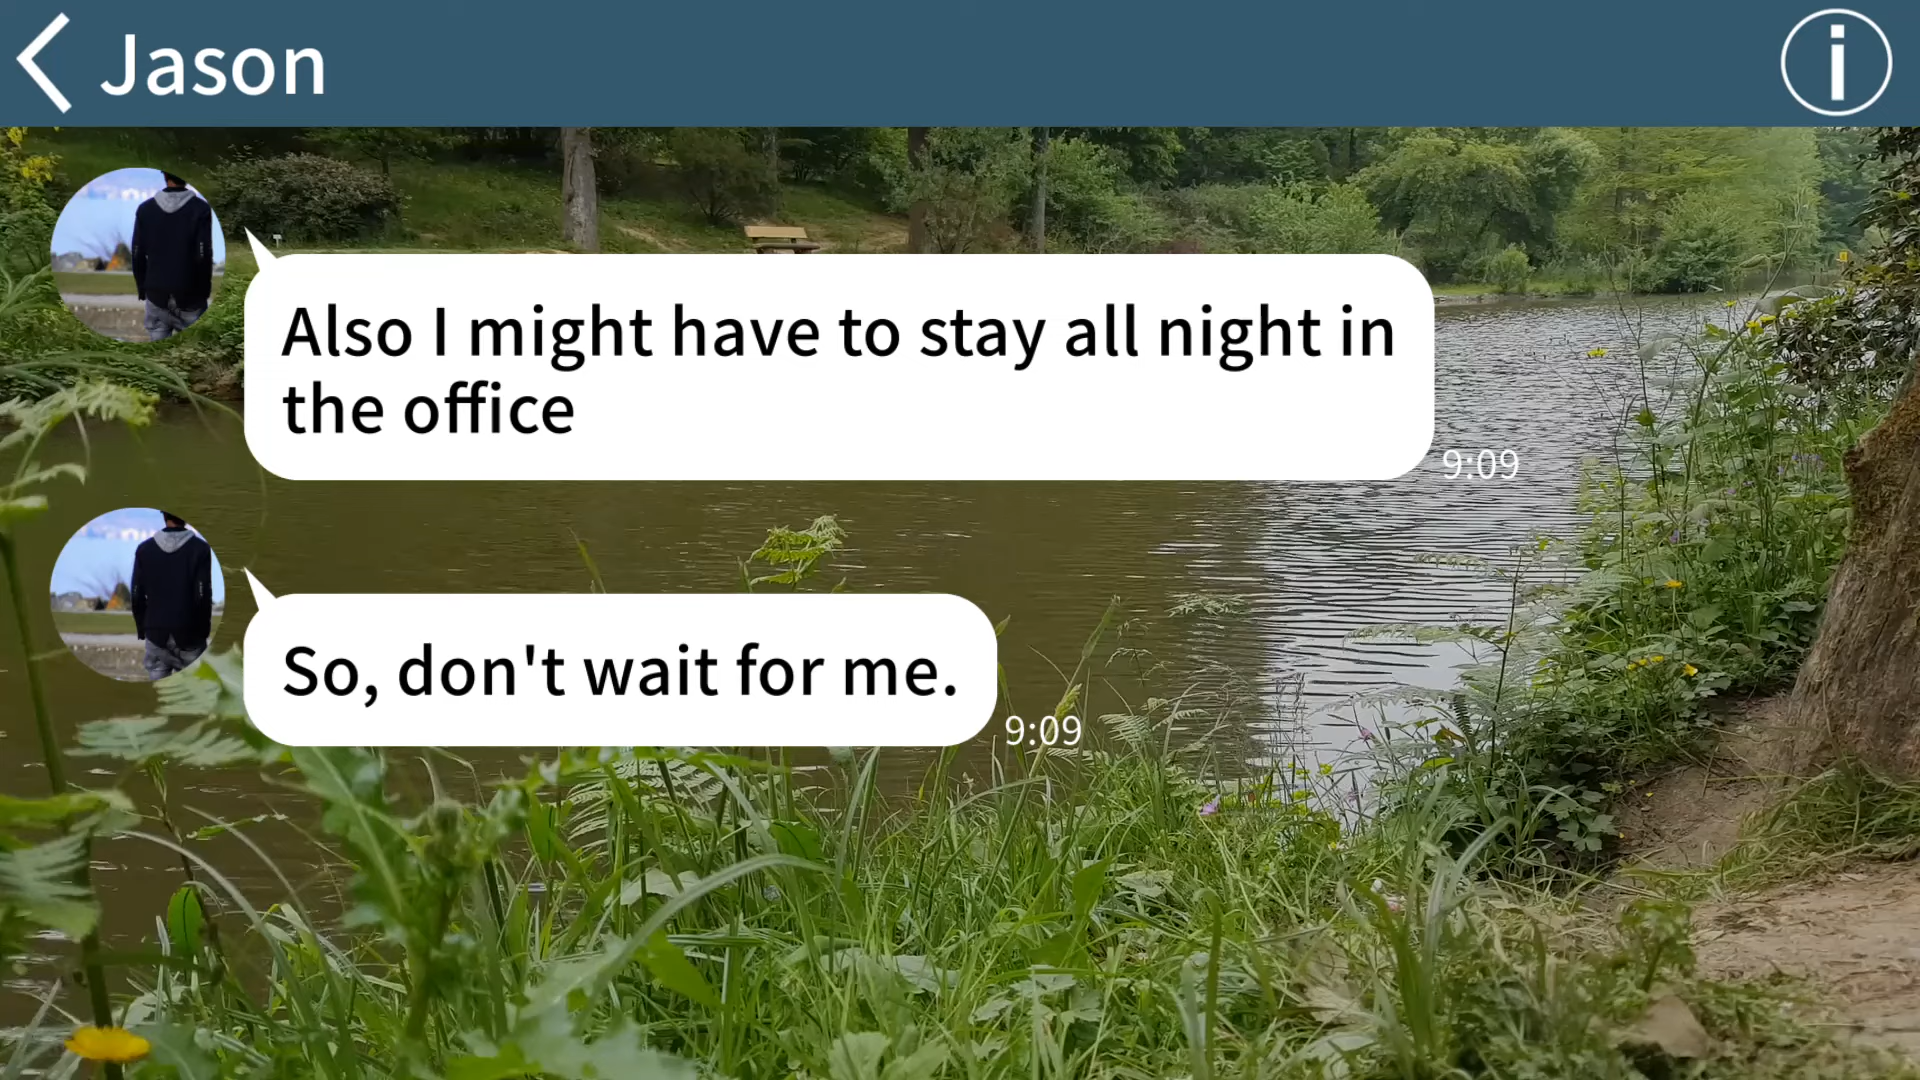 Jason
Also I might have to stay all night in
the office
9:09
So, don't wait for me.
9:09